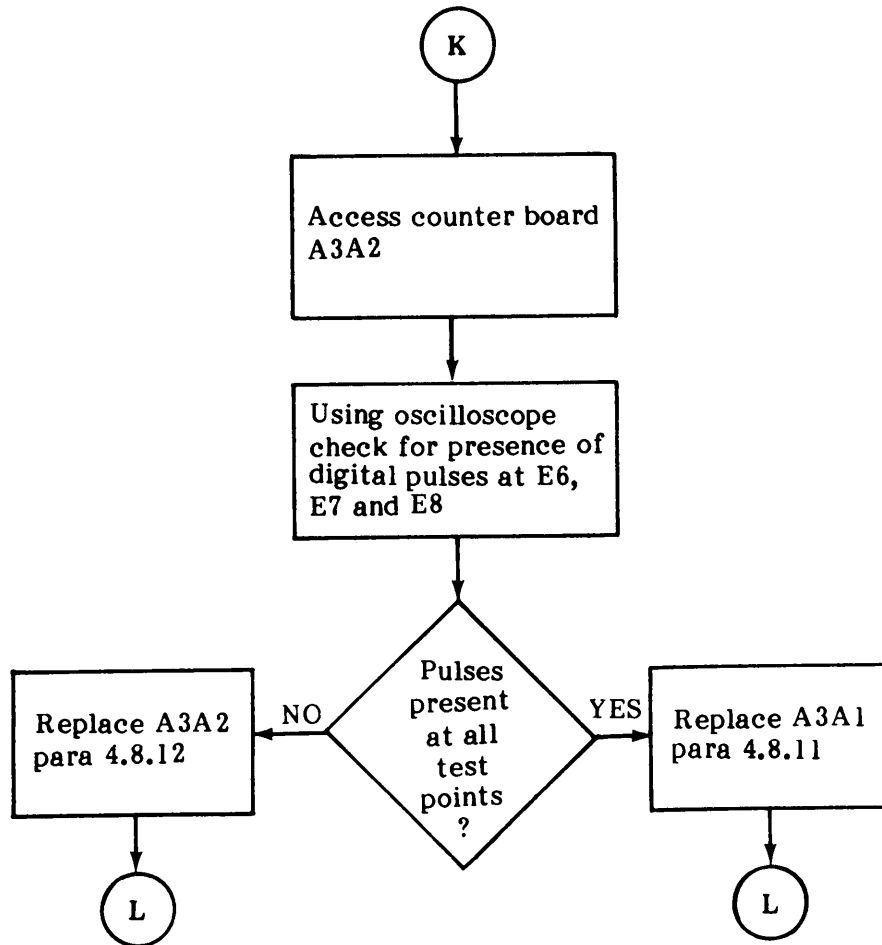 K
Access counter board
A3A2
Using oscilloscope
check for presence of
digital pulses at E6,
E7 and E8
Pulses
present
at all
test
points
?
NO
YES
Replace A3A2
para 4.8.12
Replace A3A1
para 4.8.11
L
L